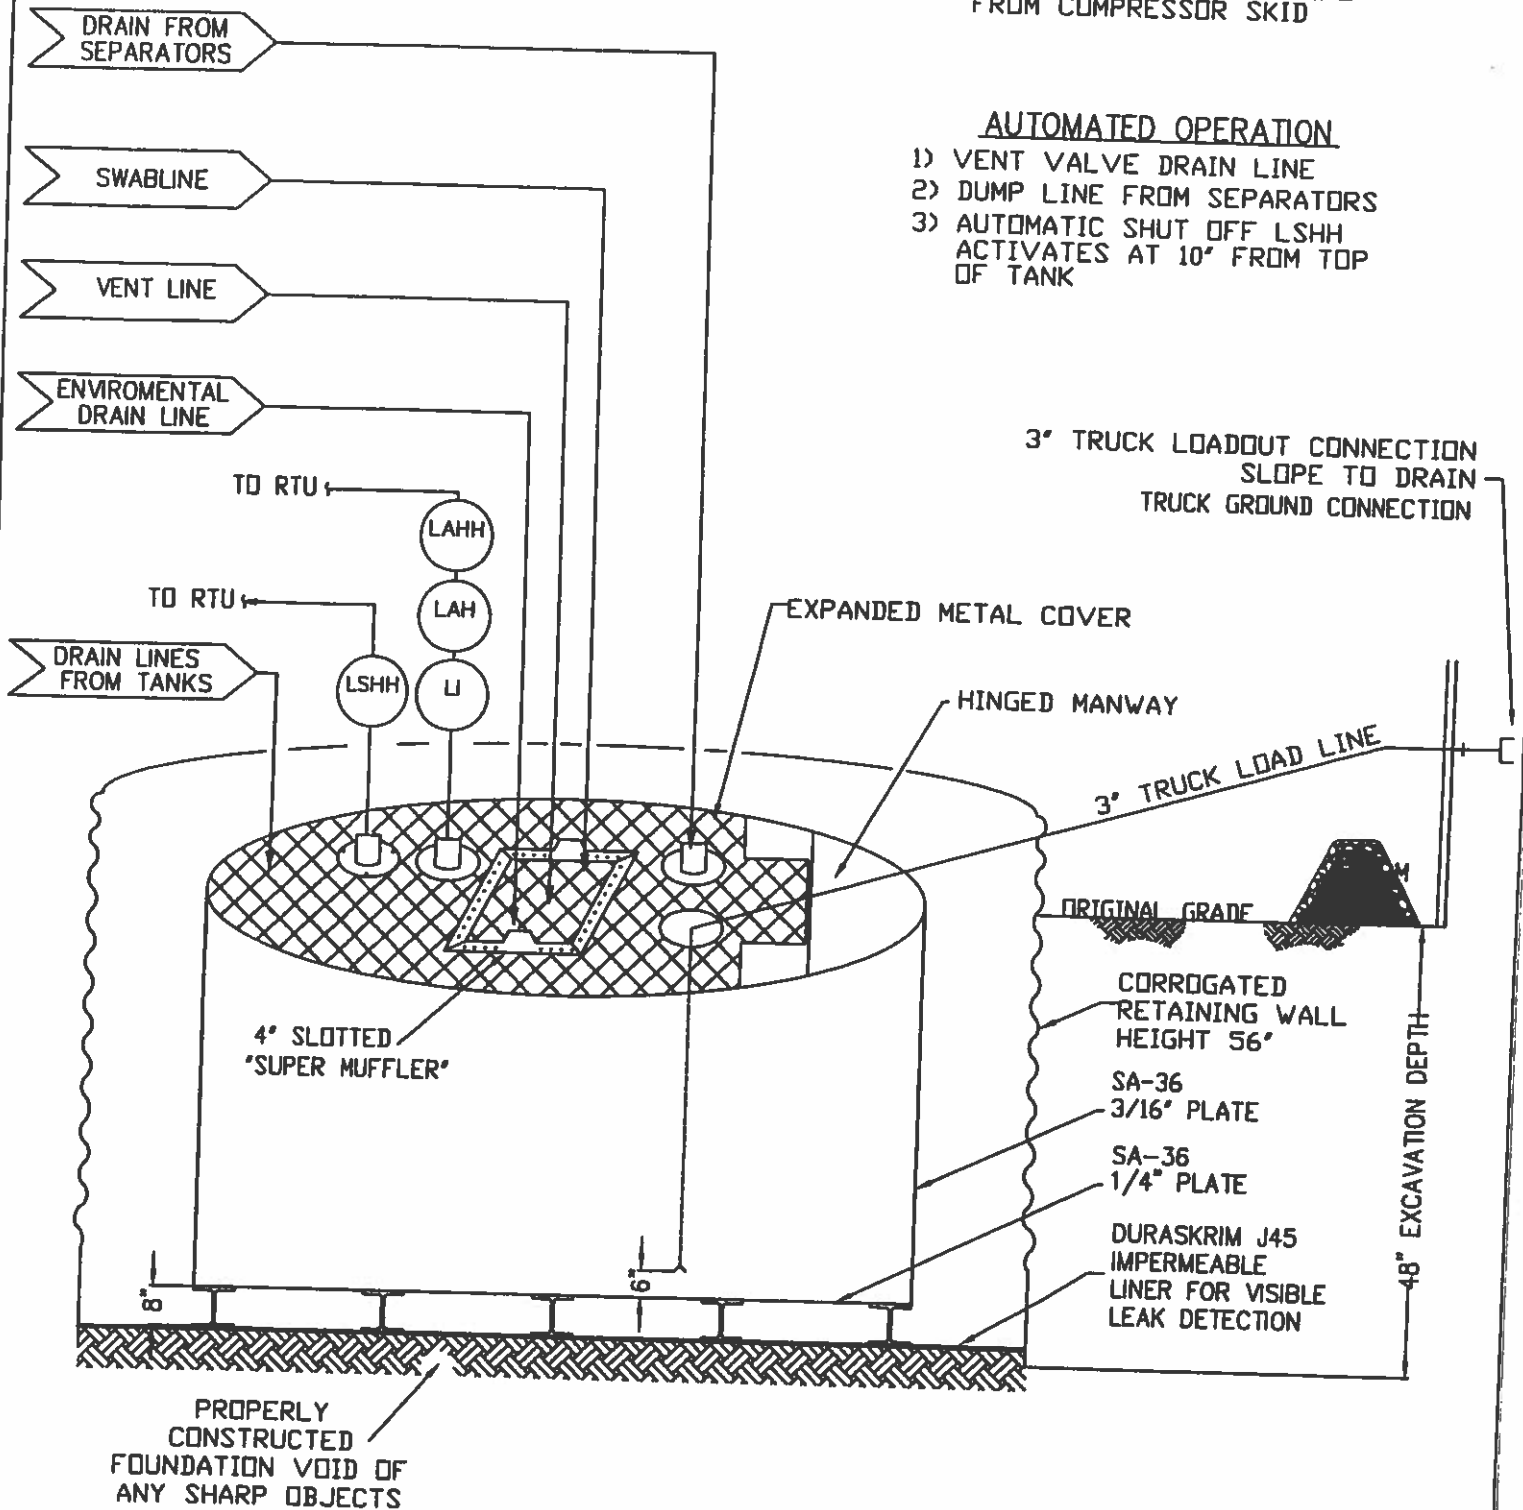 FROM COMPRESSOR SKID
DRAIN FROM
SEPARATORS
AUTOMATED OPERATION
1) VENT VALVE DRAIN LINE
2) DUMP LINE FROM SEPARATORS
3) AUTOMATIC SHUT OFF LSHH
ACTIVATES AT 10" FROM TOP
OF TANK
SWABLINE
VENT LINE
ENVIROMENTAL
DRAIN LINE
3" TRUCK LOADOUT CONNECTION
SLOPE TO DRAIN
TRUCK GROUND CONNECTION
TO RTU
LAHH
TO RTU
LAH
EXPANDED METAL COVER
DRAIN LINES
FROM TANKS
LSHH
LI
HINGED MANWAY
3" TRUCK LOAD LINE
ORIGINAL GRADE
4" SLOTTED
"SUPER MUFFLER"
CORROGATED
RETAINING WALL
HEIGHT 56"
SA-36
3/16" PLATE
SA-36
1/4" PLATE
DURASKRIM J45
IMPERMEABLE
LINER FOR VISIBLE
LEAK DETECTION
48" EXCAVATION DEPTH
8"
6"
PROPERLY
CONSTRUCTED
FOUNDATION VOID OF
ANY SHARP OBJECTS